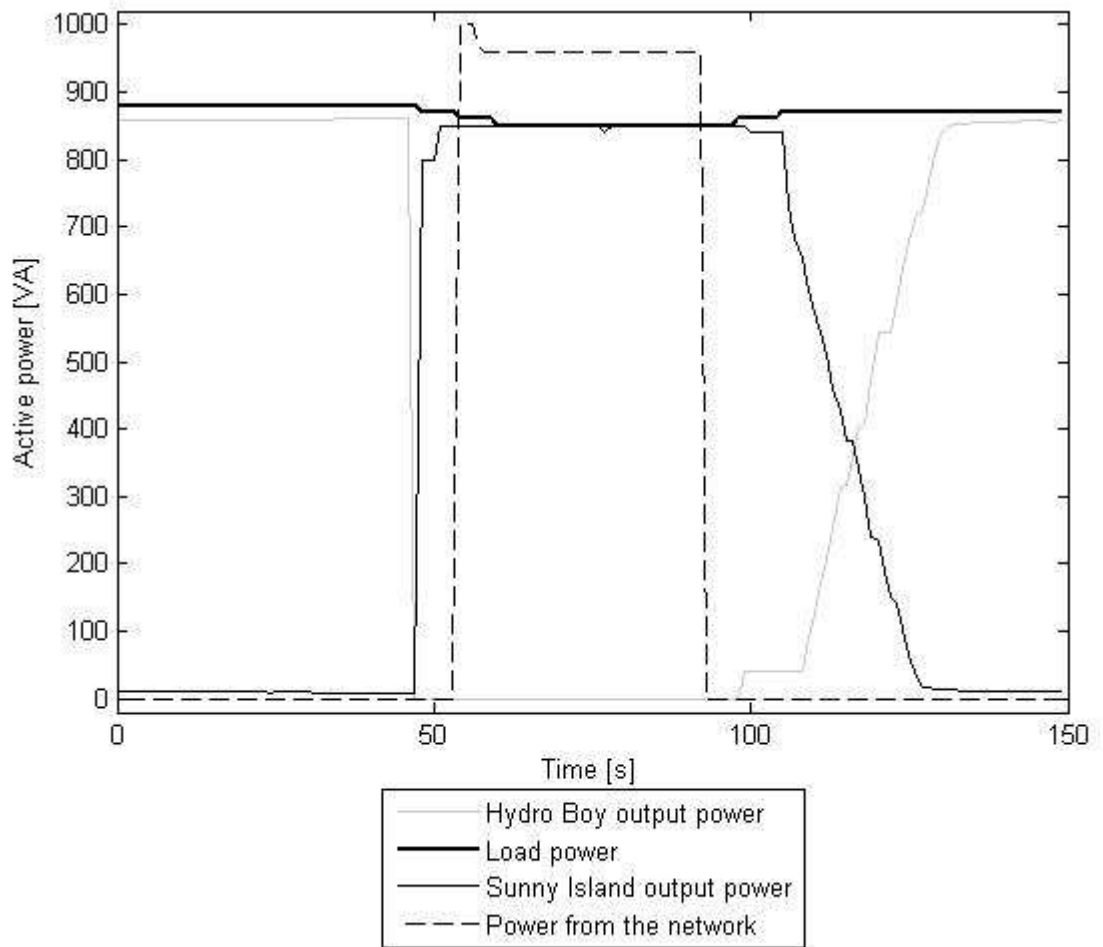 1000
900
800
700
600
500
400
300
200
100
0
Active power [VA]
0 50 100 150
Time [s]
Hydro Boy output power
Load power
Sunny Island output power
Power from the network